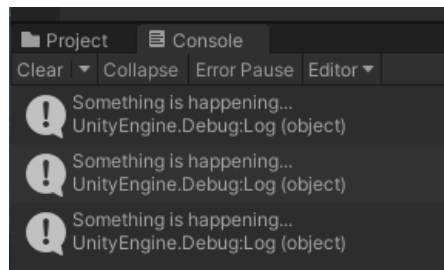 Project Console
Clear Collapse Error Pause Editor
Something is happening...
UnityEngine.Debug:Log (object)
Something is happening...
UnityEngine.Debug:Log (object)
Something is happening...
UnityEngine.Debug:Log (object)